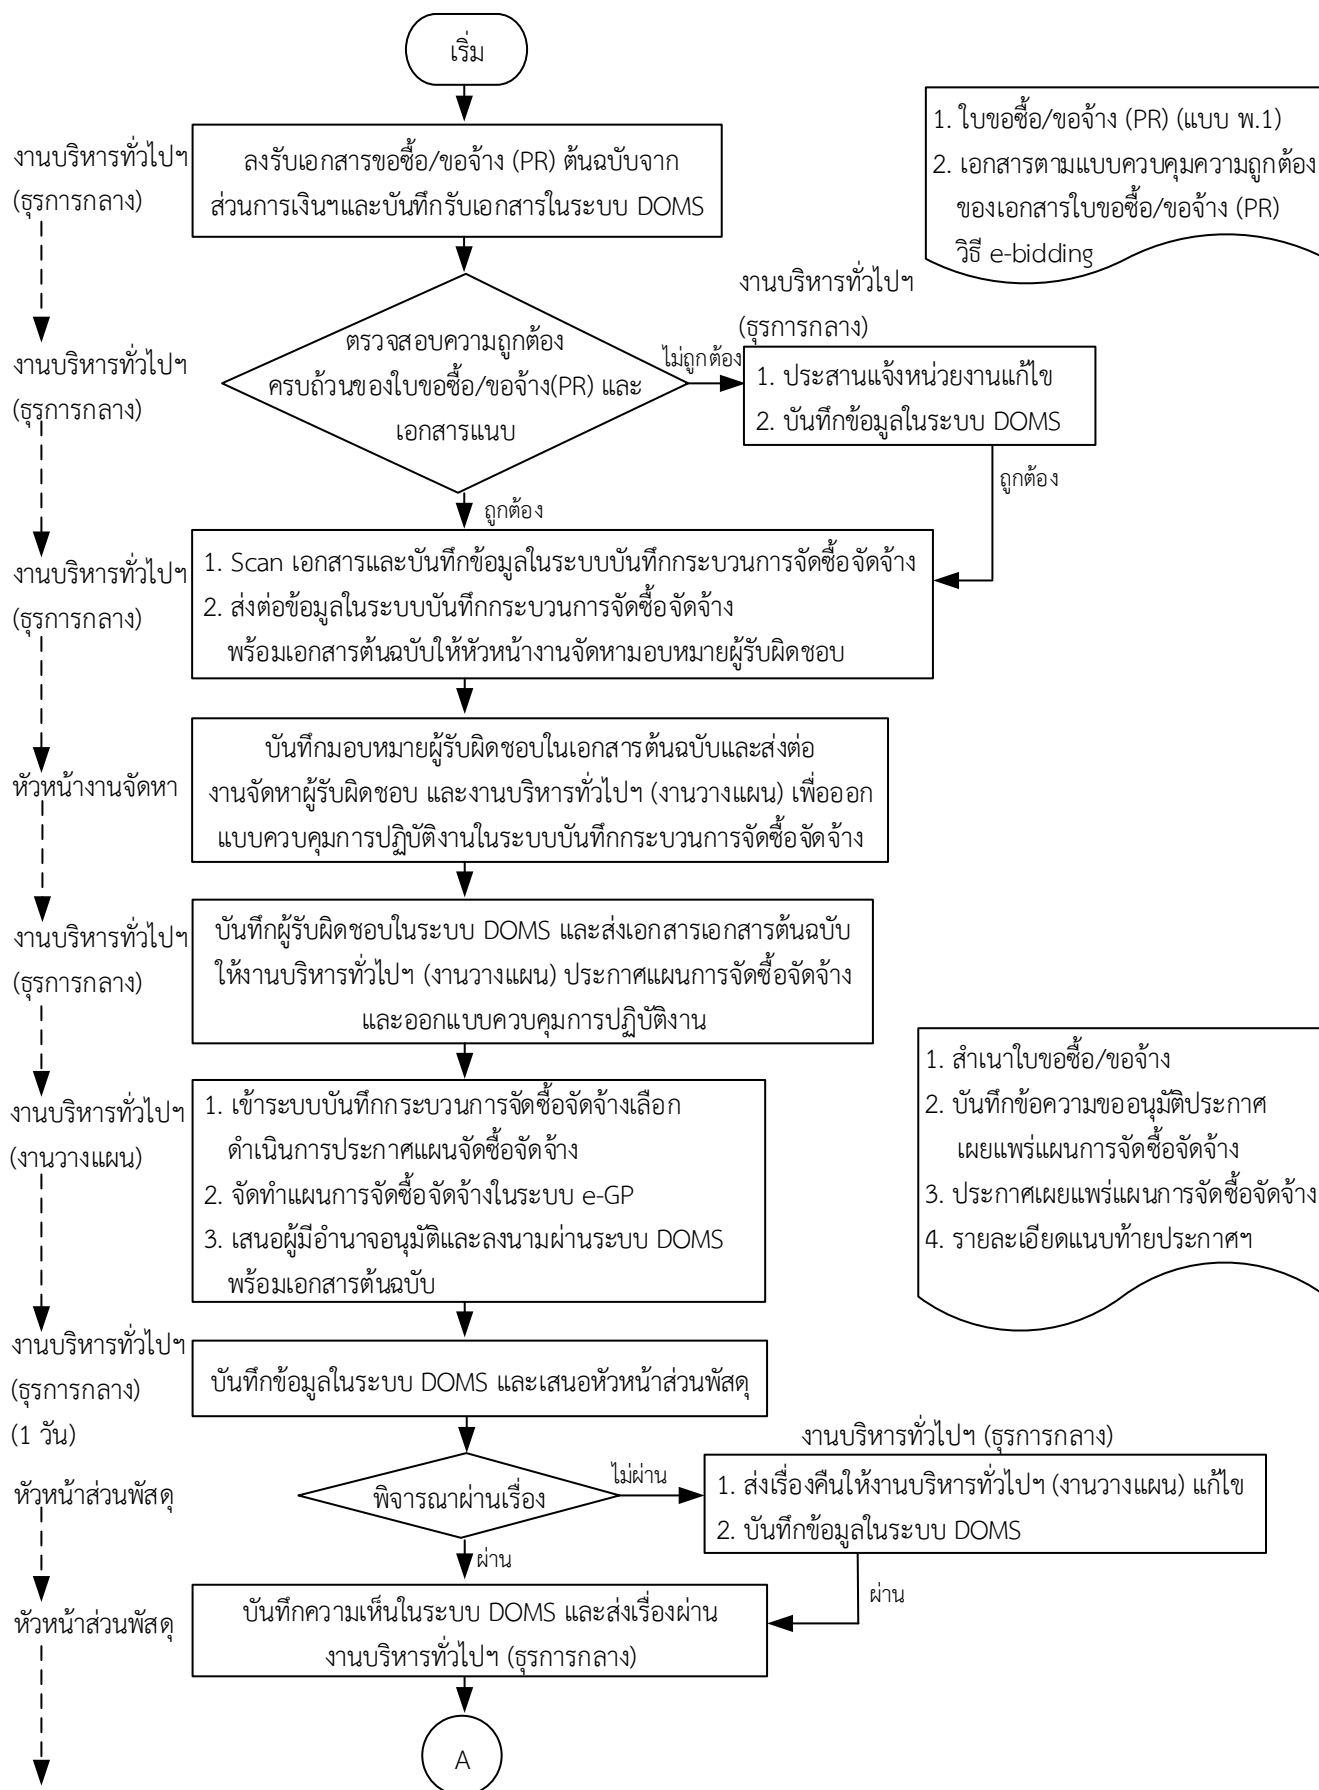 เริ่ม
งานบริหารทั่วไปฯ
(ธุรการกลาง)
ลงรับเอกสารขอซื้อ/ขอจ้าง (PR) ต้นฉบับจาก
ส่วนการเงินฯและบันทึกรับเอกสารในระบบ DOMS
1. ใบขอซื้อ/ขอจ้าง (PR) (แบบ พ.1)
2. เอกสารตามแบบควบคุมความถูกต้อง
ของเอกสารใบขอซื้อ/ขอจ้าง (PR)
วิธี e-bidding
งานบริหารทั่วไปฯ
(ธุรการกลาง)
ตรวจสอบความถูกต้อง
ครบถ้วนของใบขอซื้อ/ขอจ้าง(PR) และ
เอกสารแนบ
ไม่ถูกต้อง
งานบริหารทั่วไปฯ
(ธุรการกลาง)
1. ประสานแจ้งหน่วยงานแก้ไข
2. บันทึกข้อมูลในระบบ DOMS
ถูกต้อง
ถูกต้อง
งานบริหารทั่วไปฯ
(ธุรการกลาง)
1. Scan เอกสารและบันทึกข้อมูลในระบบบันทึกกระบวนการจัดซื้อจัดจ้าง
2. ส่งต่อข้อมูลในระบบบันทึกกระบวนการจัดซื้อจัดจ้าง
พร้อมเอกสารต้นฉบับให้หัวหน้างานจัดหามอบหมายผู้รับผิดชอบ
หัวหน้างานจัดหา
บันทึกมอบหมายผู้รับผิดชอบในเอกสารต้นฉบับและส่งต่อ
งานจัดหาผู้รับผิดชอบ และงานบริหารทั่วไปฯ (งานวางแผน) เพื่อออก
แบบควบคุมการปฏิบัติงานในระบบบันทึกกระบวนการจัดซื้อจัดจ้าง
งานบริหารทั่วไปฯ
(ธุรการกลาง)
บันทึกผู้รับผิดชอบในระบบ DOMS และส่งเอกสารเอกสารต้นฉบับ
ให้งานบริหารทั่วไปฯ (งานวางแผน) ประกาศแผนการจัดซื้อจัดจ้าง
และออกแบบควบคุมการปฏิบัติงาน
งานบริหารทั่วไปฯ
(งานวางแผน)
1. เข้าระบบบันทึกกระบวนการจัดซื้อจัดจ้างเลือก
ดำเนินการประกาศแผนจัดซื้อจัดจ้าง
2. จัดทำแผนการจัดซื้อจัดจ้างในระบบ e-GP
3. เสนอผู้มีอำนาจอนุมัติและลงนามผ่านระบบ DOMS
พร้อมเอกสารต้นฉบับ
1. สำเนาใบขอซื้อ/ขอจ้าง
2. บันทึกข้อความขออนุมัติประกาศ
เผยแพร่แผนการจัดซื้อจัดจ้าง
3. ประกาศเผยแพร่แผนการจัดซื้อจัดจ้าง
4. รายละเอียดแนบท้ายประกาศฯ
งานบริหารทั่วไปฯ
(ธุรการกลาง)
(1 วัน)
บันทึกข้อมูลในระบบ DOMS และเสนอหัวหน้าส่วนพัสดุ
หัวหน้าส่วนพัสดุ
พิจารณาผ่านเรื่อง
ไม่ผ่าน
งานบริหารทั่วไปฯ (ธุรการกลาง)
1. ส่งเรื่องคืนให้งานบริหารทั่วไปฯ (งานวางแผน) แก้ไข
2. บันทึกข้อมูลในระบบ DOMS
ผ่าน
ผ่าน
หัวหน้าส่วนพัสดุ
บันทึกความเห็นในระบบ DOMS และส่งเรื่องผ่าน
งานบริหารทั่วไปฯ (ธุรการกลาง)
A